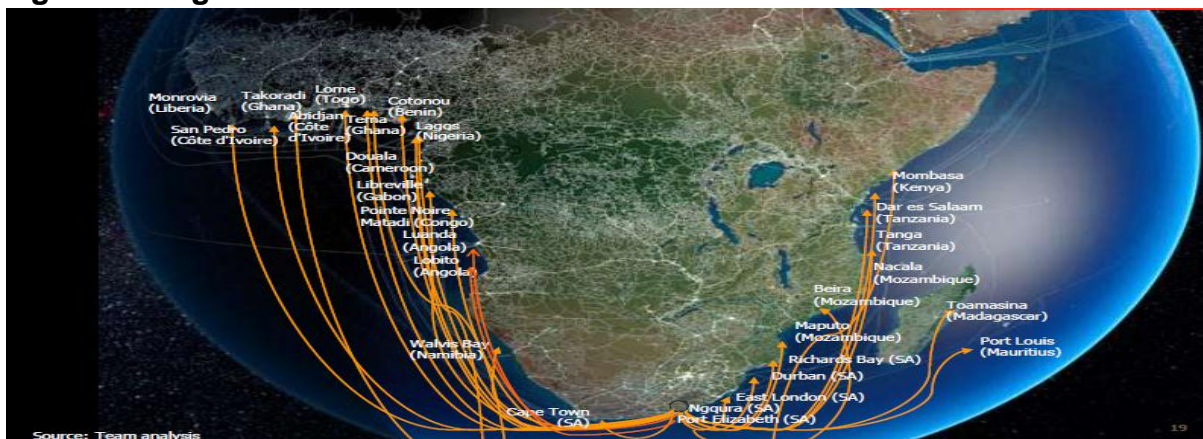 Monrovia
(Liberia)
Takoradi
(Ghana)
Lome
(Togo)
Cotonou
(Benin)
San Pedro
(Côte d'Ivoire)
Abidjan
(Côte
d'Ivoire)
Tema
(Ghana)
Lagos
(Nigeria)
Douala
(Cameroon)
Libreville
(Gabon)
Pointe Noire
Matadi (Congo)
Luanda
(Angola)
Lobito
(Angola)
Walvis Bay
(Namibia)
Cape Town
(SA)
Mombasa
(Kenya)
Dar es Salaam
(Tanzania)
Tanga
(Tanzania)
Nacala
(Mozambique)
Beira
(Mozambique)
Toamasina
(Madagascar)
Maputo
(Mozambique)
Port Louis
(Mauritius)
Richards Bay (SA)
Durban (SA)
East London (SA)
Ngqura (SA)
Port Elizabeth (SA)
Source: Team analysis
19